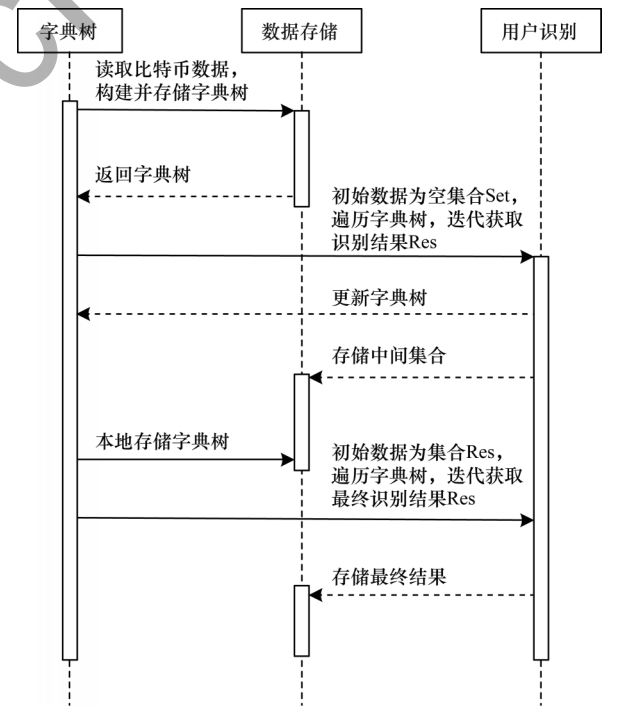 字典树
数据存储
用户识别
读取比特币数据，
构建并存储字典树
返回字典树
初始数据为空集合Set，
遍历字典树，迭代获取
识别结果Res
更新字典树
存储中间集合
本地存储字典树
初始数据为集合Res，
遍历字典树，迭代获取
最终识别结果Res
存储最终结果